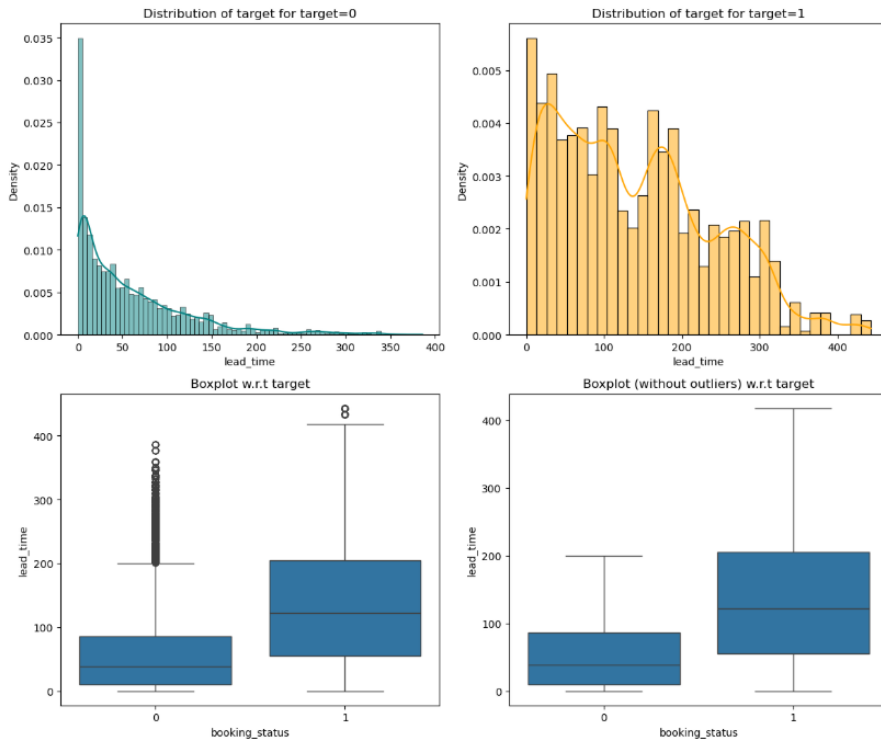 Distribution of target for target=0
0.035
0.030
0.025
0.020
0.015
0.010
0.005
0.000
Density
0 50 100 150 200 250 300 350 400
lead_time
Distribution of target for target=1
0.005
0.004
0.003
0.002
0.001
0.000
Density
0 100 200 300 400
lead_time
Boxplot w.r.t target
400
300
200
100
0
lead_time
0 1
booking_status
Boxplot (without outliers) w.r.t target
400
300
200
100
0
lead_time
0 1
booking_status